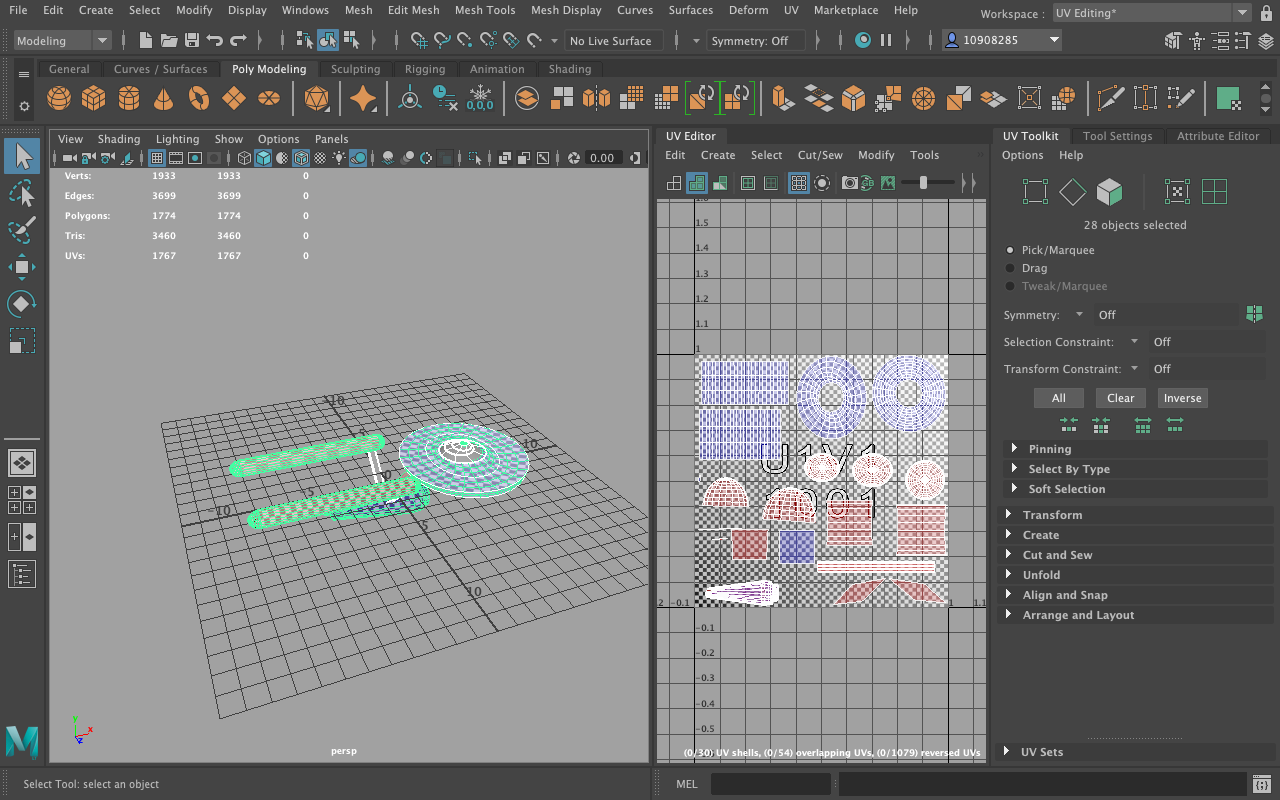 File Edit Create Select Modify Display Windows Mesh Edit Mesh Mesh Tools Mesh Display Curves Surfaces Deform UV Marketplace Help Workspace : UV Editing*
Modeling No Live Surface Symmetry: Off 10908285
General Curves / Surfaces Poly Modeling Sculpting Rigging Animation Shading
0,0,0
View Shading Lighting Show Options Panels
0.00
Verts: 1933 1933 0
Edges: 3699 3699 0
Polygons: 1774 1774 0
Tris: 3460 3460 0
UVs: 1767 1767 0
10
10
10
5
10
persp
UV Editor
Edit Create Select Cut/Sew Modify Tools
1.5
1.4
1.3
1.2
1.1
1
U1V1
1001
2 -0.1 1 1.1
-0.1
-0.2
-0.3
-0.4
-0.5
(0/30) UV shells, (0/54) overlapping UVs, (0/1079) reversed UVs
UV Toolkit Tool Settings Attribute Editor
Options Help
28 objects selected
Pick/Marquee
Drag
Tweak/Marquee
Symmetry: Off
Selection Constraint: Off
Transform Constraint: Off
All Clear Inverse
Pinning
Select By Type
Soft Selection
Transform
Create
Cut and Sew
Unfold
Align and Snap
Arrange and Layout
UV Sets
Select Tool: select an object
MEL